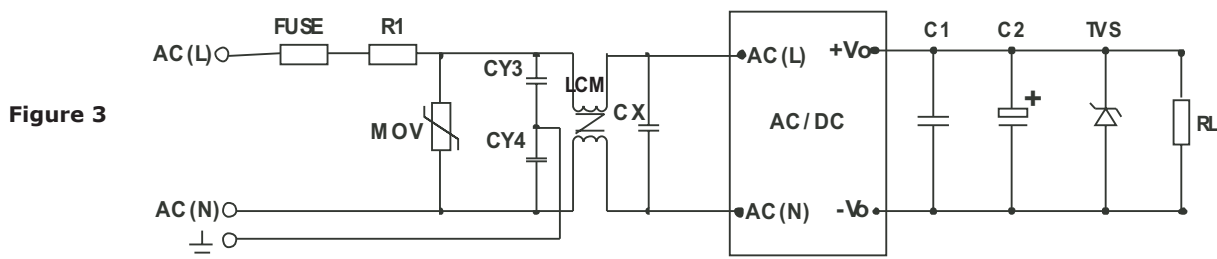 Figure 3
AC(L)
FUSE
R1
MOV
CY3
CY4
LCM
CX
AC(N)
AC(L)
+Vo
AC/DC
AC(N)
-Vo
C1
C2
+
TVS
RL